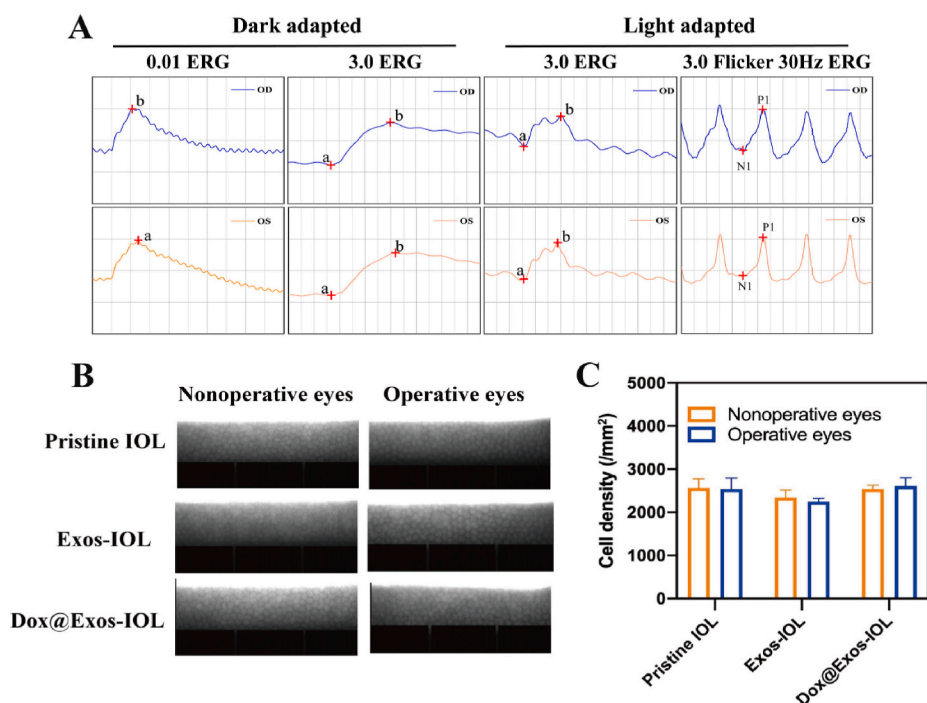 A
Dark adapted
Light adapted
0.01 ERG
3.0 ERG
3.0 ERG
3.0 Flicker 30Hz ERG
OD
b
OD
b
a
OD
b
a
OD
P1
N1
OS
a
OS
b
a
OS
b
a
OS
P1
N1
B
Nonoperative eyes
Operative eyes
Pristine IOL
Exos-IOL
Dox@Exos-IOL
C
Cell density (/mm²)
5000
4000
3000
2000
1000
0
Nonoperative eyes
Operative eyes
Pristine IOL
Exos-IOL
Dox@Exos-IOL